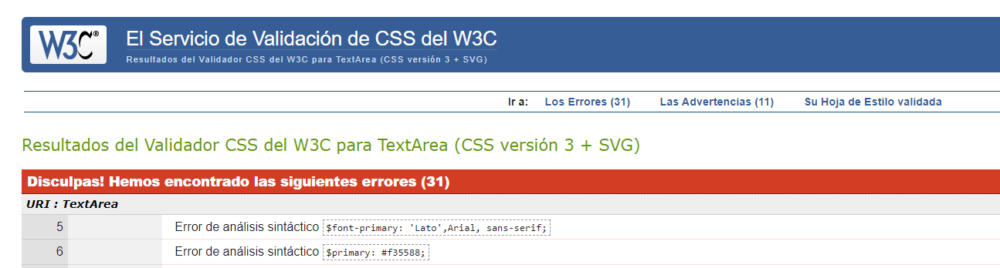 W3C®
El Servicio de Validación de CSS del W3C
Resultados del Validador CSS del W3C para TextArea (CSS versión 3 + SVG)
Ir a: Los Errores (31) Las Advertencias (11) Su Hoja de Estilo validada
Resultados del Validador CSS del W3C para TextArea (CSS versión 3 + SVG)
Disculpas! Hemos encontrado las siguientes errores (31)
URI : TextArea
5 Error de análisis sintáctico $font-primary: 'Lato',Arial, sans-serif;
6 Error de análisis sintáctico $primary: #f35588;